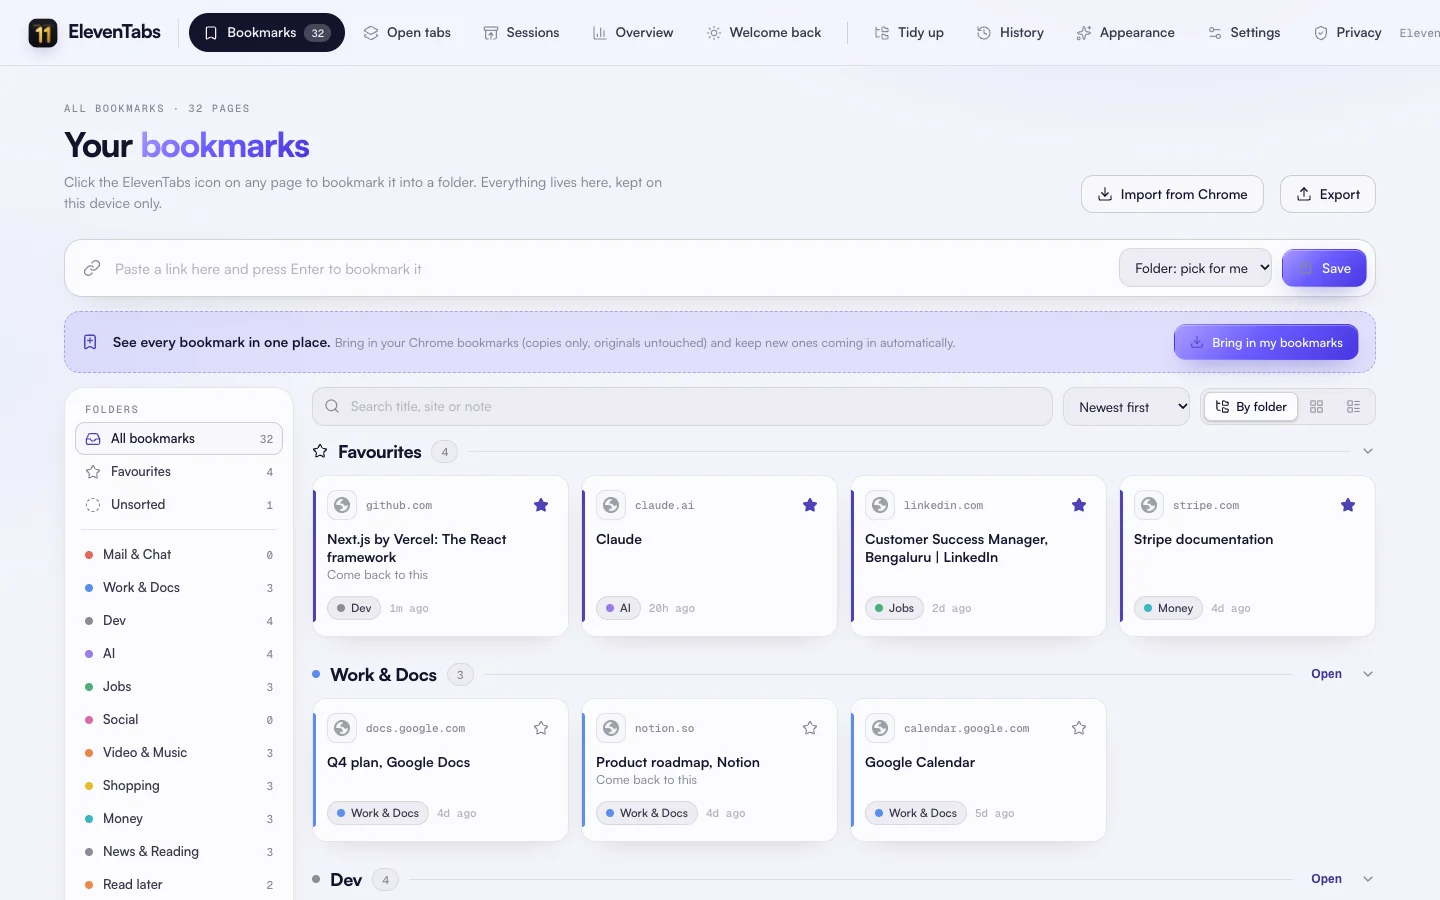 11 ElevenTabs
Bookmarks 32
Open tabs
Sessions
Overview
Welcome back
Tidy up
History
Appearance
Settings
Privacy
Eleven
ALL BOOKMARKS · 32 PAGES
Your bookmarks
Click the ElevenTabs icon on any page to bookmark it into a folder. Everything lives here, kept on
this device only.
Import from Chrome
Export
Paste a link here and press Enter to bookmark it
Folder: pick for me
Save
See every bookmark in one place. Bring in your Chrome bookmarks (copies only, originals untouched) and keep new ones coming in automatically.
Bring in my bookmarks
FOLDERS
All bookmarks 32
Favourites 4
Unsorted 1
Mail & Chat 0
Work & Docs 3
Dev 4
AI 4
Jobs 3
Social 0
Video & Music 3
Shopping 3
Money 3
News & Reading 3
Read later 2
Search title, site or note
Newest first
By folder
Favourites 4
github.com
Next.js by Vercel: The React
framework
Come back to this
Dev 1m ago
claude.ai
Claude
AI 20h ago
linkedin.com
Customer Success Manager,
Bengaluru | LinkedIn
Jobs 2d ago
stripe.com
Stripe documentation
Money 4d ago
Work & Docs 3
Open
docs.google.com
Q4 plan, Google Docs
Work & Docs 4d ago
notion.so
Product roadmap, Notion
Come back to this
Work & Docs 4d ago
calendar.google.com
Google Calendar
Work & Docs 5d ago
Dev 4
Open